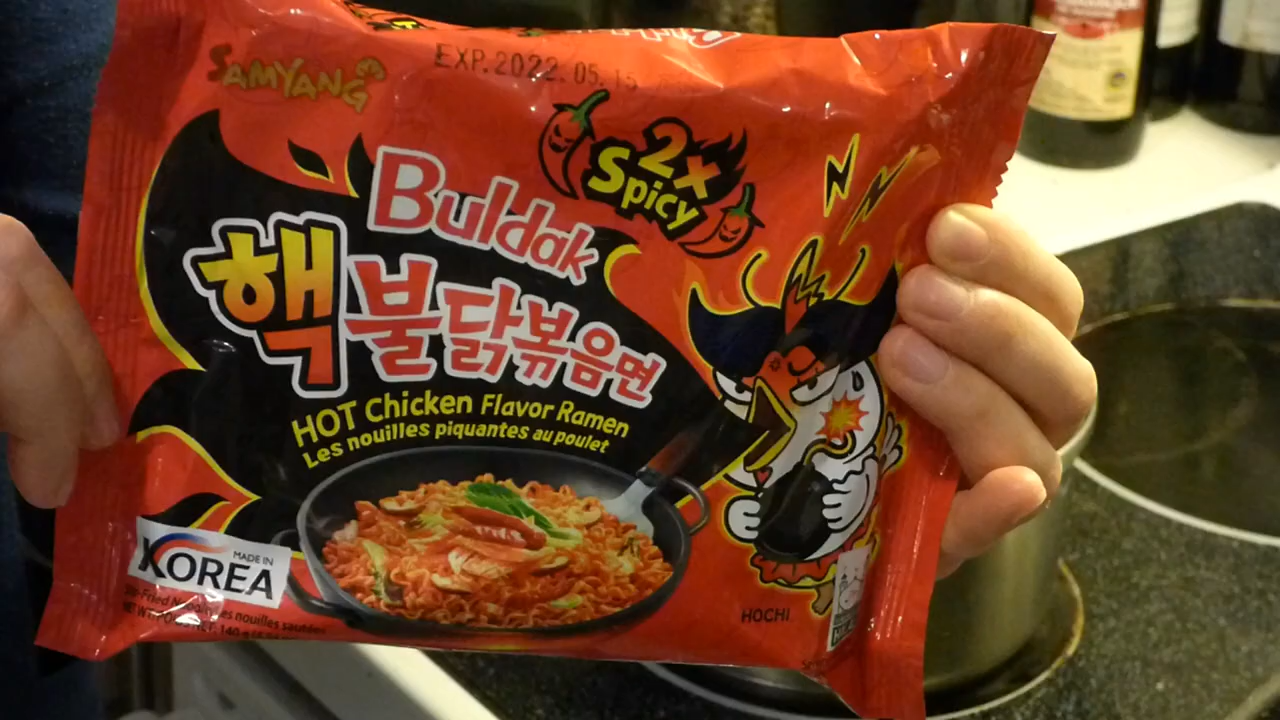 SAMYANG
EXP.2022.05.15
2x
Spicy
Buldak
핵불닭볶음면
HOT Chicken Flavor Ramen
Les nouilles piquantes au poulet
MADE IN
KOREA
HOCHI